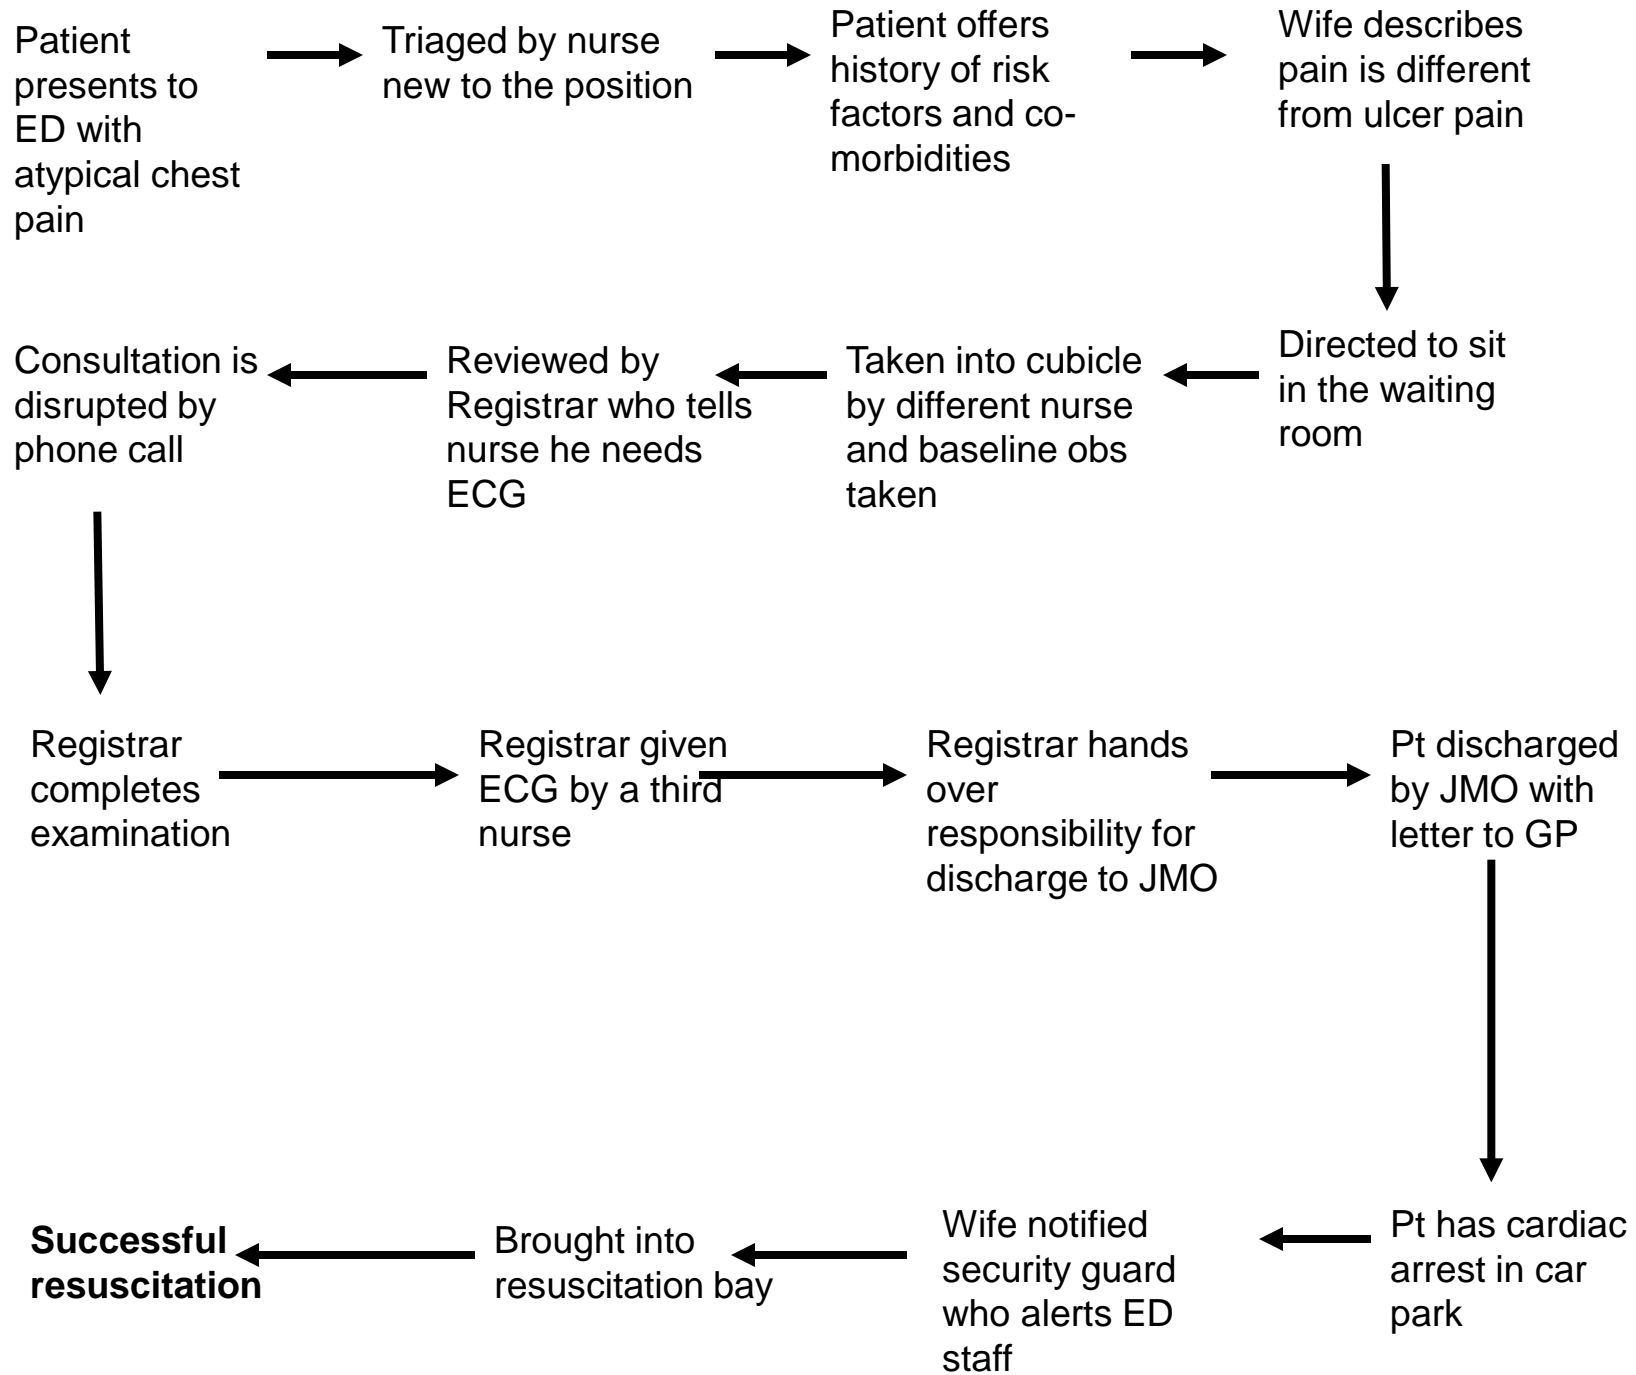 Patient
presents to
ED with
atypical chest
pain
Triaged by nurse
new to the position
Patient offers
history of risk
factors and co-
morbidities
Wife describes
pain is different
from ulcer pain
Directed to sit
in the waiting
room
Taken into cubicle
by different nurse
and baseline obs
taken
Reviewed by
Registrar who tells
nurse he needs
ECG
Consultation is
disrupted by
phone call
Registrar
completes
examination
Registrar given
ECG by a third
nurse
Registrar hands
over
responsibility for
discharge to JMO
Pt discharged
by JMO with
letter to GP
Pt has cardiac
arrest in car
park
Wife notified
security guard
who alerts ED
staff
Brought into
resuscitation bay
Successful
resuscitation